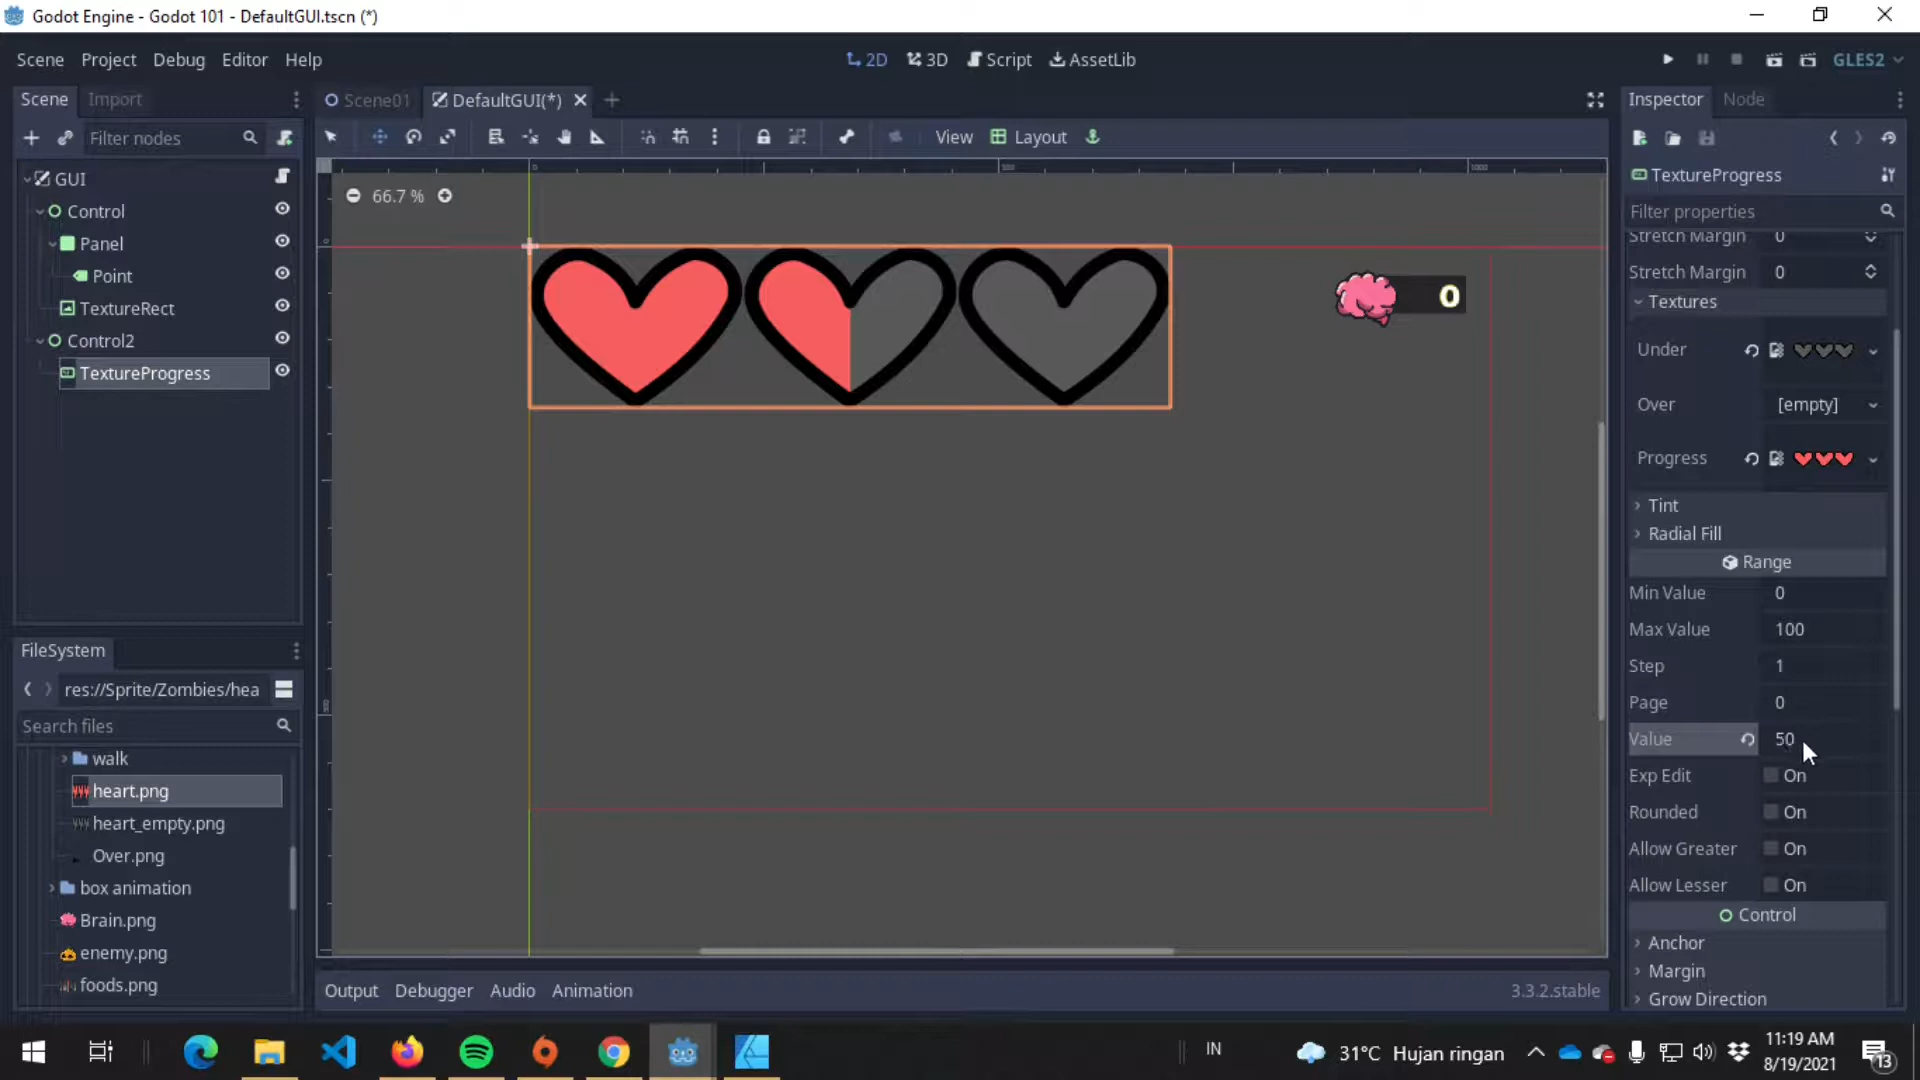 Godot Engine - Godot 101 - DefaultGUI.tscn (*)
Scene Project Debug Editor Help
2D 3D Script AssetLib
GLES2
Scene Import
Scene01 DefaultGUI(*)
Inspector Node
Filter nodes
View Layout
GUI
Control
Panel
Point
TextureRect
Control2
TextureProgress
66.7 %
0 500 1000
0
500
0
TextureProgress
Filter properties
Stretch Margin 0
Stretch Margin 0
Textures
Under
Over [empty]
Progress
Tint
Radial Fill
Range
Min Value 0
Max Value 100
Step 1
Page 0
Value 50
Exp Edit On
Rounded On
Allow Greater On
Allow Lesser On
Control
Anchor
Margin
Grow Direction
FileSystem
res://Sprite/Zombies/hea
Search files
walk
heart.png
heart_empty.png
Over.png
box animation
Brain.png
enemy.png
foods.png
Output Debugger Audio Animation
3.3.2.stable
IN
31°C Hujan ringan
11:19 AM
8/19/2021
13